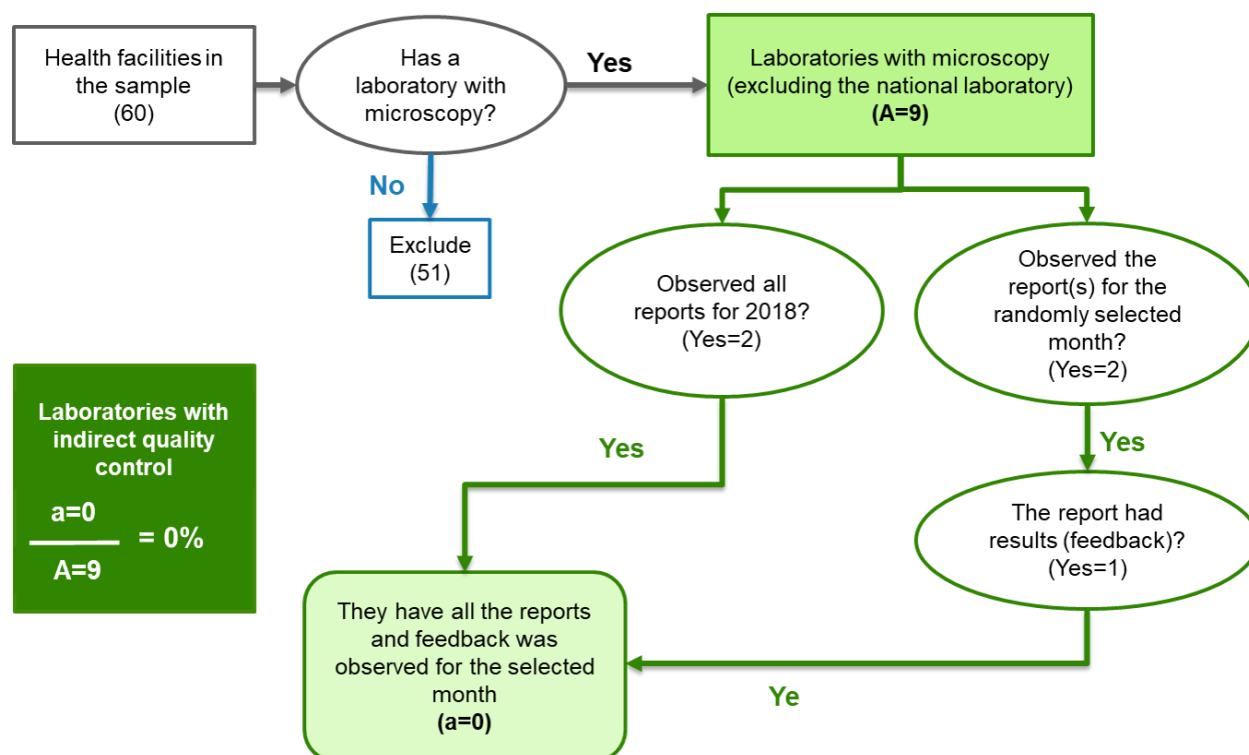 Health facilities in
the sample
(60)
Has a
laboratory with
microscopy?
Yes
Laboratories with microscopy
(excluding the national laboratory)
(A=9)
No
Exclude
(51)
Observed all
reports for 2018?
(Yes=2)
Observed the
report(s) for the
randomly selected
month?
(Yes=2)
Laboratories with
indirect quality
control
a=0
A=9
= 0%
Yes
Yes
The report had
results (feedback)?
(Yes=1)
They have all the reports
and feedback was
observed for the selected
month
(a=0)
Ye